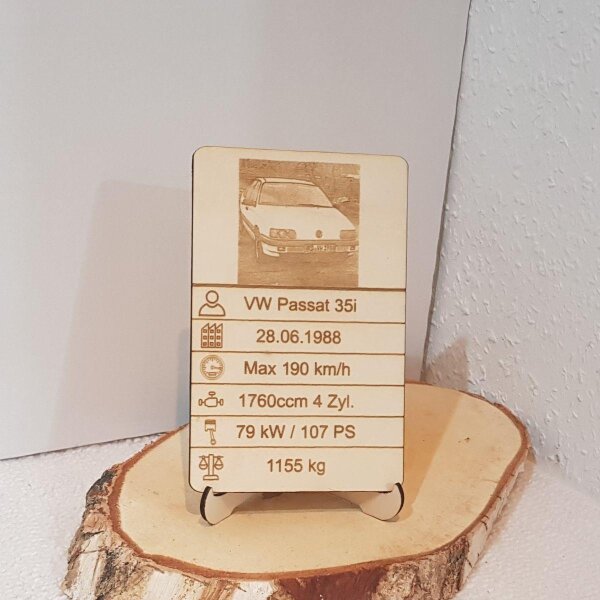 VW Passat 35i
28.06.1988
Max 190 km/h
1760ccm 4 Zyl.
79 kW / 107 PS
1155 kg